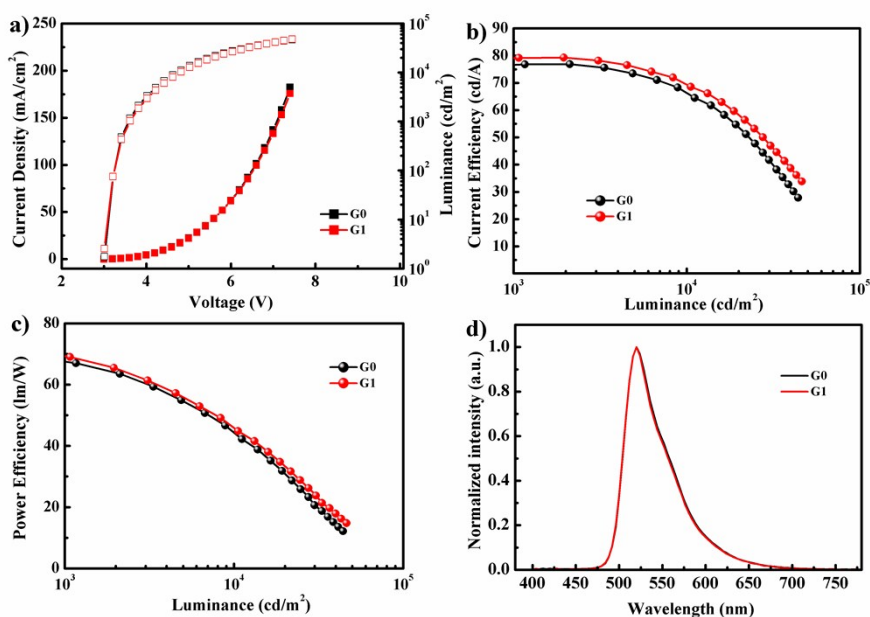 a)
Current Density (mA/cm²)
250
200
150
100
50
0
2
4
6
8
10
Voltage (V)
10⁵
10⁴
10³
10²
10¹
10⁰
Luminance (cd/m²)
G0
G1
b)
Current Efficiency (cd/A)
90
80
70
60
50
40
30
20
10
10³
10⁴
10⁵
Luminance (cd/m²)
G0
G1
c)
Power Efficiency (lm/W)
80
60
40
20
0
10³
10⁴
10⁵
Luminance (cd/m²)
G0
G1
d)
Normalized intensity (a.u.)
1.0
0.8
0.6
0.4
0.2
0.0
400
450
500
550
600
650
700
750
Wavelength (nm)
G0
G1